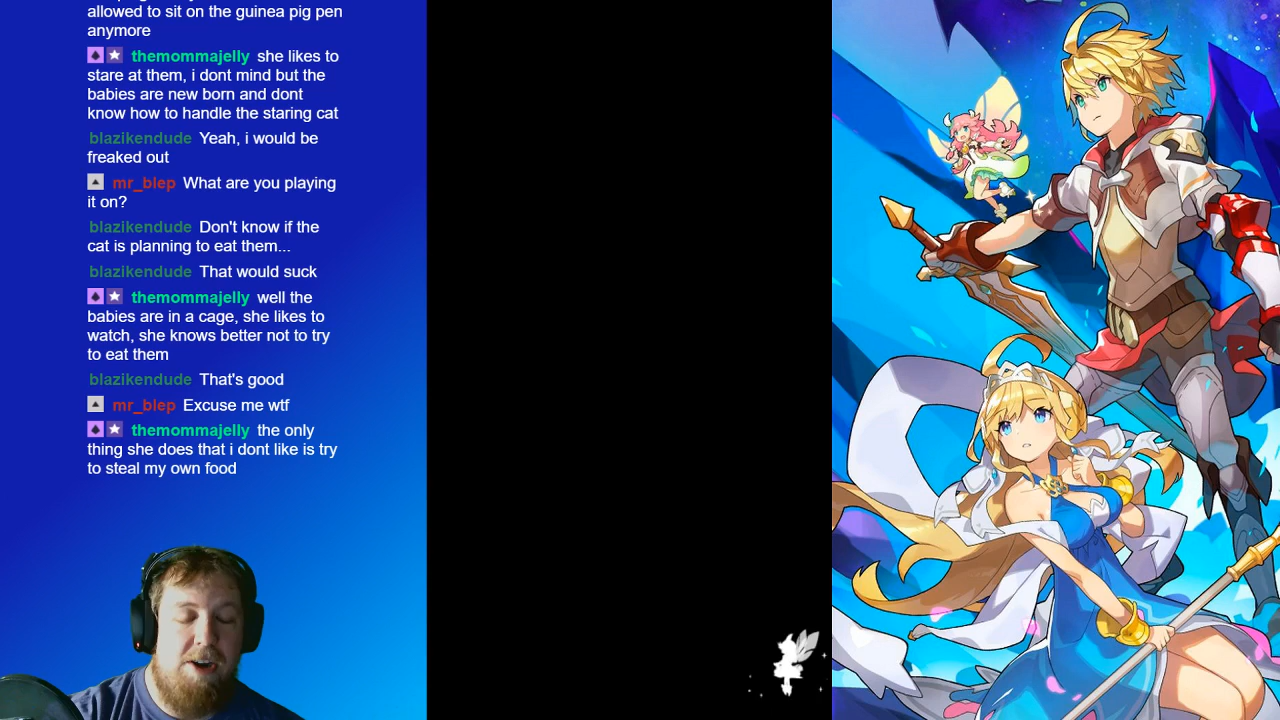 allowed to sit on the guinea pig pen
anymore
themommajelly she likes to
stare at them, i dont mind but the
babies are new born and dont
know how to handle the staring cat
blazikendude Yeah, i would be
freaked out
mr_blep What are you playing
it on?
blazikendude Don't know if the
cat is planning to eat them...
blazikendude That would suck
themommajelly well the
babies are in a cage, she likes to
watch, she knows better not to try
to eat them
blazikendude That's good
mr_blep Excuse me wtf
themommajelly the only
thing she does that i dont like is try
to steal my own food